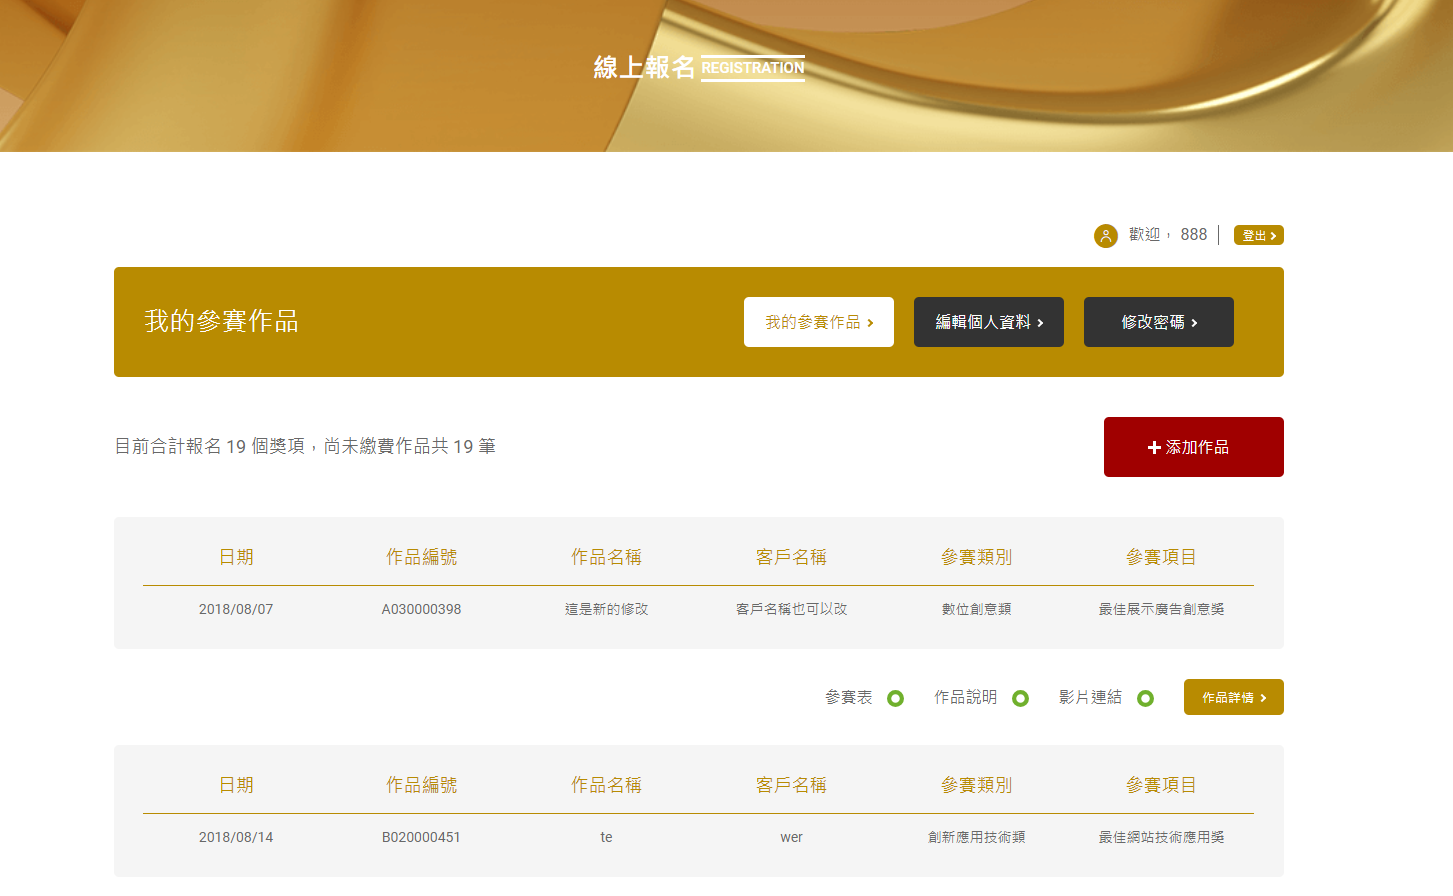 線上報名 REGISTRATION
歡迎， 888 登出
我的參賽作品 我的參賽作品 編輯個人資料 修改密碼
目前合計報名 19 個獎項，尚未繳費作品共 19 筆 添加作品
日期 作品編號 作品名稱 客戶名稱 參賽類別 參賽項目
2018/08/07 A030000398 這是新的修改 客戶名稱也可以改 數位創意類 最佳展示廣告創意獎
參賽表 作品說明 影片連結 作品詳情
日期 作品編號 作品名稱 客戶名稱 參賽類別 參賽項目
2018/08/14 B020000451 te wer 創新應用技術類 最佳網站技術應用獎